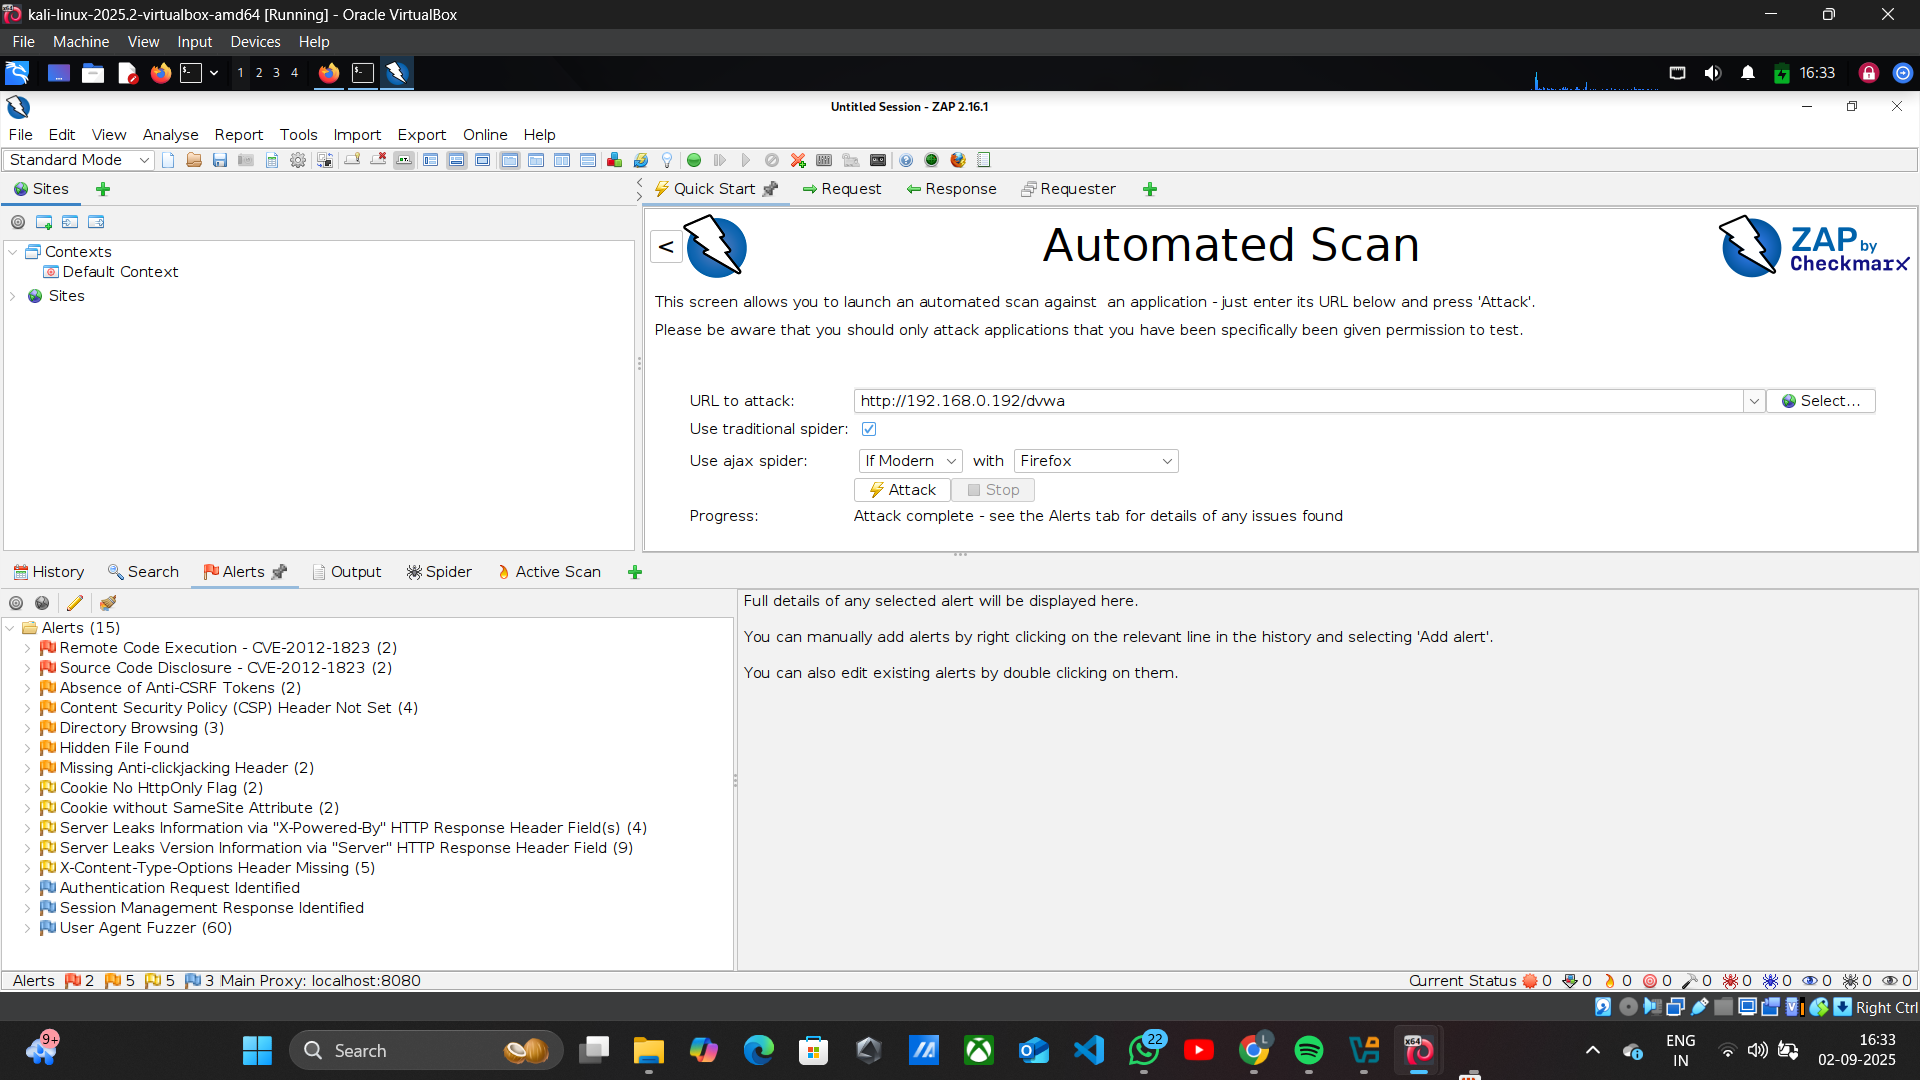 kali-linux-2025.2-virtualbox-amd64 [Running] - Oracle VirtualBox
File Machine View Input Devices Help
1 2 3 4 16:33
Untitled Session - ZAP 2.16.1
File Edit View Analyse Report Tools Import Export Online Help
Standard Mode
Sites
Quick Start Request Response Requester
Contexts
Default Context
Sites
< Automated Scan
ZAP by Checkmarx
This screen allows you to launch an automated scan against  an application - just enter its URL below and press 'Attack'.
Please be aware that you should only attack applications that you have been specifically been given permission to test.
URL to attack: http://192.168.0.192/dvwa Select...
Use traditional spider:
Use ajax spider: If Modern with Firefox
Attack Stop
Progress: Attack complete - see the Alerts tab for details of any issues found
History Search Alerts Output Spider Active Scan
Alerts (15)
Remote Code Execution - CVE-2012-1823 (2)
Source Code Disclosure - CVE-2012-1823 (2)
Absence of Anti-CSRF Tokens (2)
Content Security Policy (CSP) Header Not Set (4)
Directory Browsing (3)
Hidden File Found
Missing Anti-clickjacking Header (2)
Cookie No HttpOnly Flag (2)
Cookie without SameSite Attribute (2)
Server Leaks Information via "X-Powered-By" HTTP Response Header Field(s) (4)
Server Leaks Version Information via "Server" HTTP Response Header Field (9)
X-Content-Type-Options Header Missing (5)
Authentication Request Identified
Session Management Response Identified
User Agent Fuzzer (60)
Full details of any selected alert will be displayed here.
You can manually add alerts by right clicking on the relevant line in the history and selecting 'Add alert'.
You can also edit existing alerts by double clicking on them.
Alerts 2 5 5 3 Main Proxy: localhost:8080
Current Status 0 0 0 0 0 0 0 0 0 0
Right Ctrl
9+
Search
22
L
x64
ENG
IN
16:33
02-09-2025